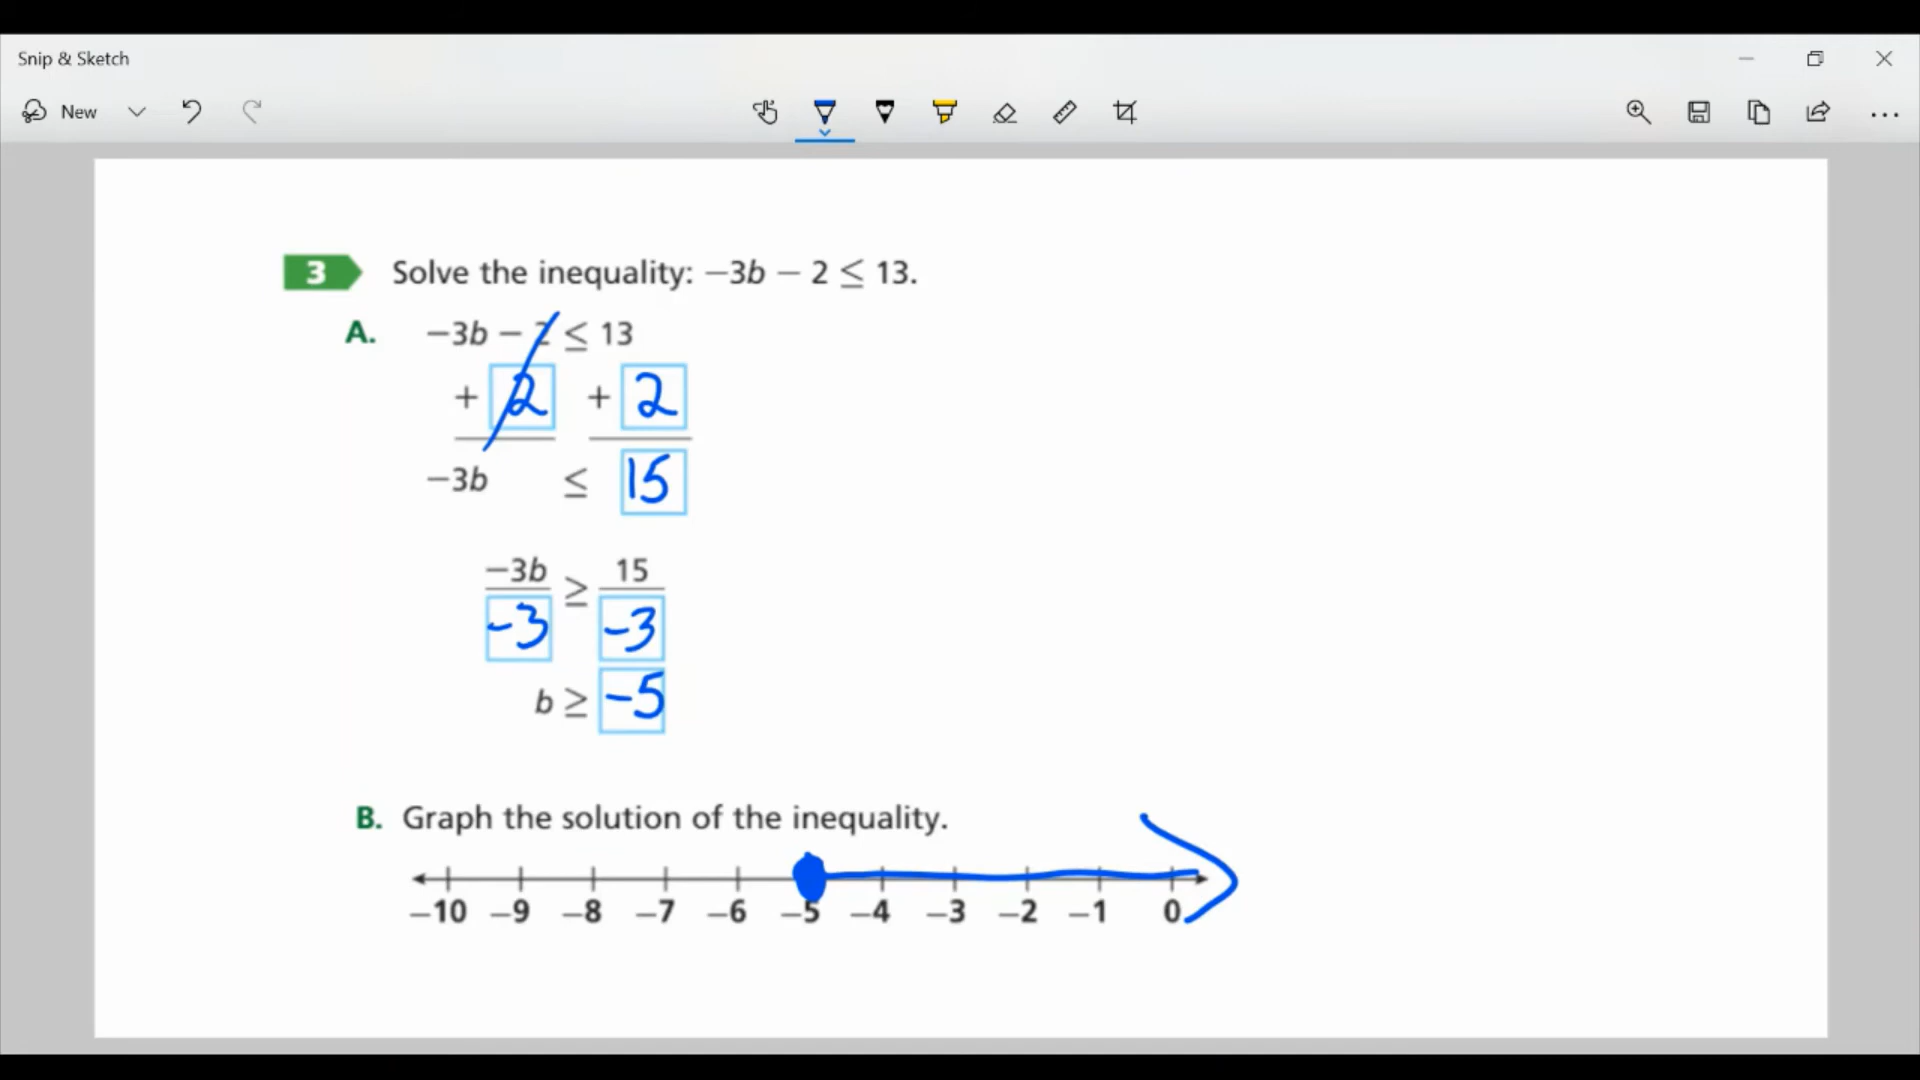 Snip & Sketch
New
3 Solve the inequality: −3b − 2 ≤ 13.
A. −3b − 2 ≤ 13
+ 2 + 2
−3b ≤ 15
−3b ≥ 15
-3 -3
b ≥ -5
B. Graph the solution of the inequality.
−10 −9 −8 −7 −6 −5 −4 −3 −2 −1 0